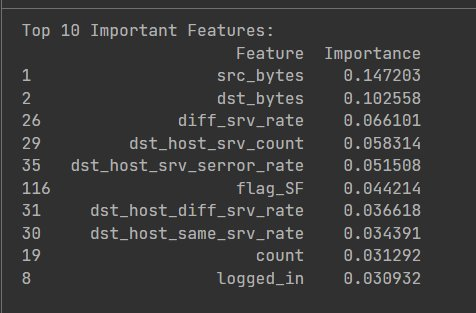 Top 10 Important Features:
Feature Importance
1 src_bytes 0.147203
2 dst_bytes 0.102558
26 diff_srv_rate 0.066101
29 dst_host_srv_count 0.058314
35 dst_host_srv_serror_rate 0.051508
116 flag_SF 0.044214
31 dst_host_diff_srv_rate 0.036618
30 dst_host_same_srv_rate 0.034391
19 count 0.031292
8 logged_in 0.030932